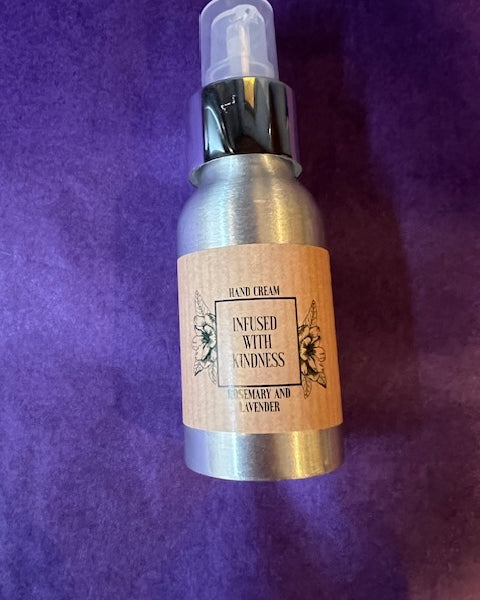 HAND CREAM
INFUSED
WITH
KINDNESS
ROSEMARY AND
LAVENDER